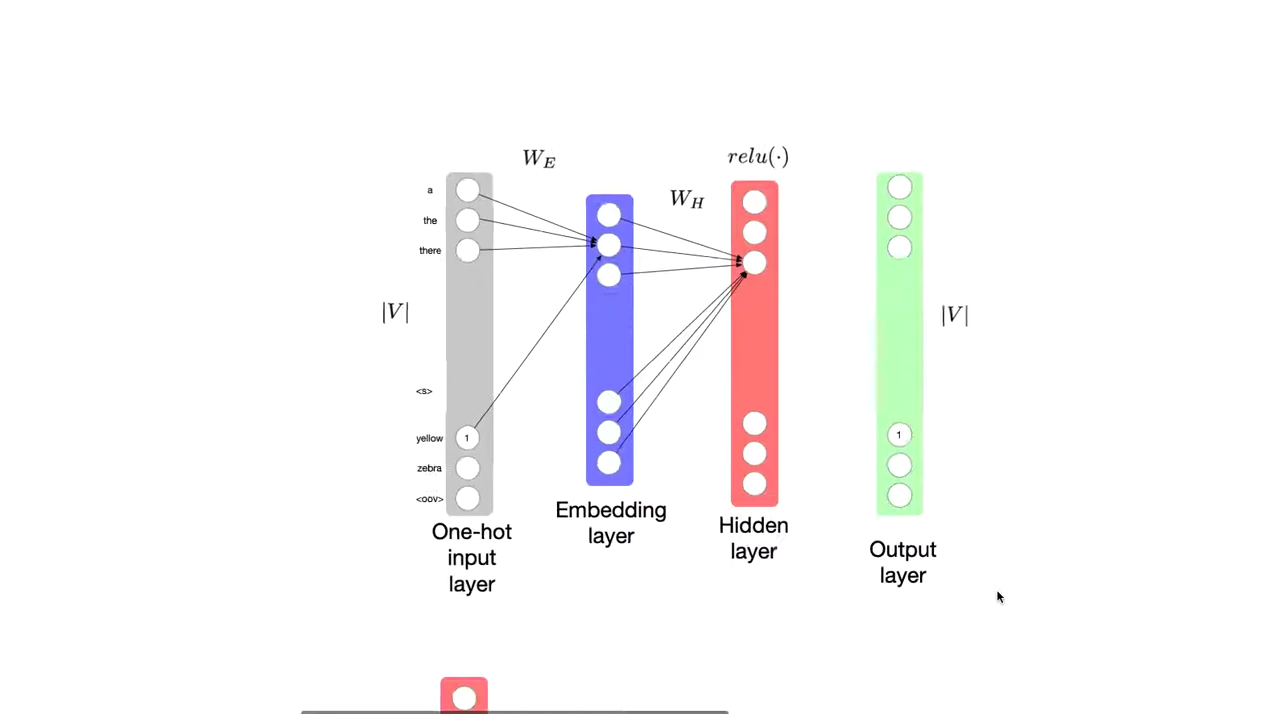 W_E
relu(·)
W_H
a
the
there
|V|
|V|
<s>
yellow
1
1
zebra
<oov>
One-hot
input
layer
Embedding
layer
Hidden
layer
Output
layer